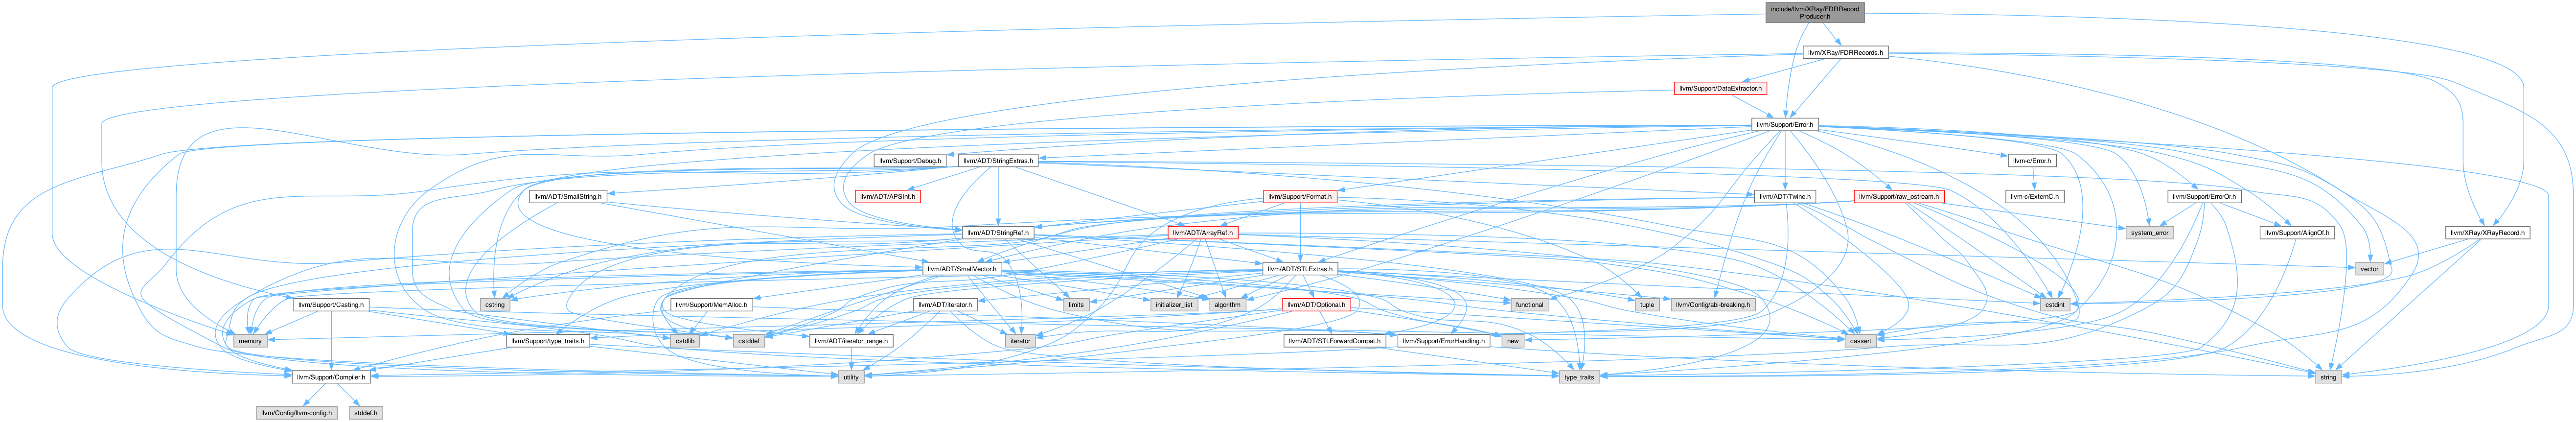 include/llvm/XRay/FDRRecord
Producer.h
llvm/XRay/FDRRecords.h
llvm/Support/DataExtractor.h
llvm/Support/Error.h
llvm/Support/Debug.h
llvm/ADT/StringExtras.h
llvm-c/Error.h
llvm/ADT/SmallString.h
llvm/ADT/APSInt.h
llvm/Support/Format.h
llvm/ADT/Twine.h
llvm/Support/raw_ostream.h
llvm-c/ExternC.h
llvm/Support/ErrorOr.h
llvm/ADT/StringRef.h
llvm/ADT/ArrayRef.h
system_error
llvm/Support/AlignOf.h
llvm/XRay/XRayRecord.h
llvm/ADT/SmallVector.h
llvm/ADT/STLExtras.h
vector
llvm/Support/Casting.h
cstring
llvm/Support/MemAlloc.h
llvm/ADT/iterator.h
limits
initializer_list
algorithm
llvm/ADT/Optional.h
functional
tuple
llvm/Config/abi-breaking.h
cstdint
memory
llvm/Support/type_traits.h
cstdlib
cstddef
llvm/ADT/iterator_range.h
iterator
llvm/ADT/STLForwardCompat.h
llvm/Support/ErrorHandling.h
new
cassert
llvm/Support/Compiler.h
utility
type_traits
string
llvm/Config/llvm-config.h
stddef.h